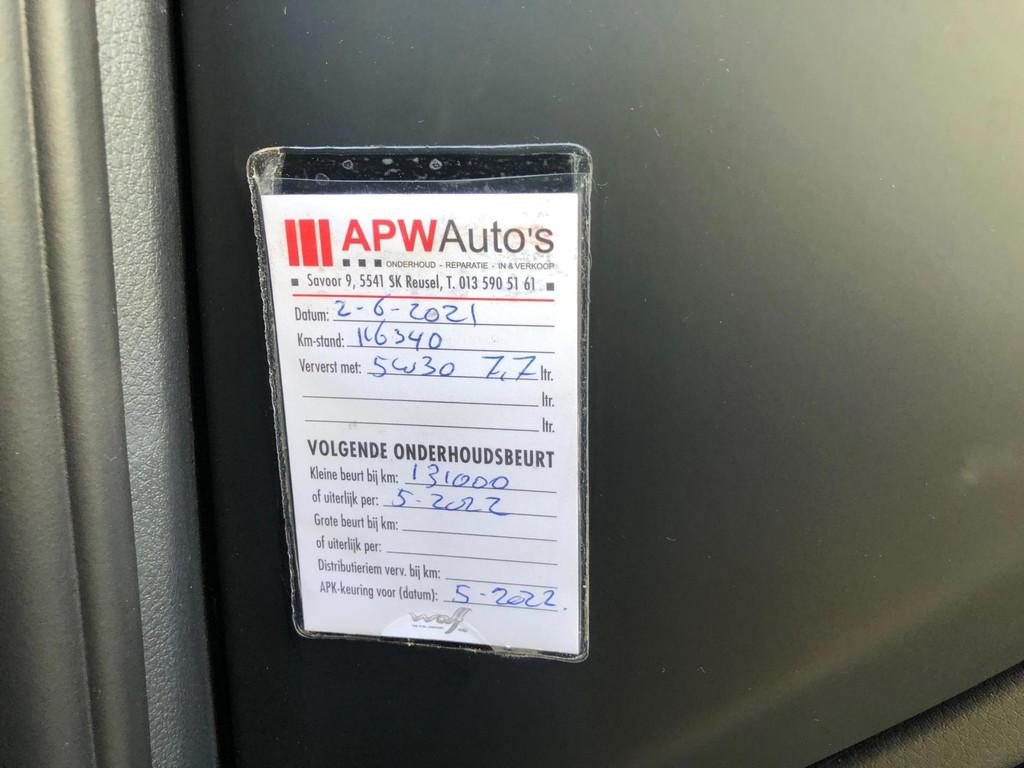 APWAuto's
ONDERHOUD - REPARATIE - IN & VERKOOP
Savoor 9, 5541 SK Reusel, T. 013 590 51 61
Datum: 2-6-2021
Km-stand: 116340
Ververst met: 5W30 7,7 ltr.
ltr.
ltr.
VOLGENDE ONDERHOUDSBEURT
Kleine beurt bij km: 131000
of uiterlijk per: 5-2022
Grote beurt bij km:
of uiterlijk per:
Distributieriem verv. bij km:
APK-keuring voor (datum): 5-2022.
wolf